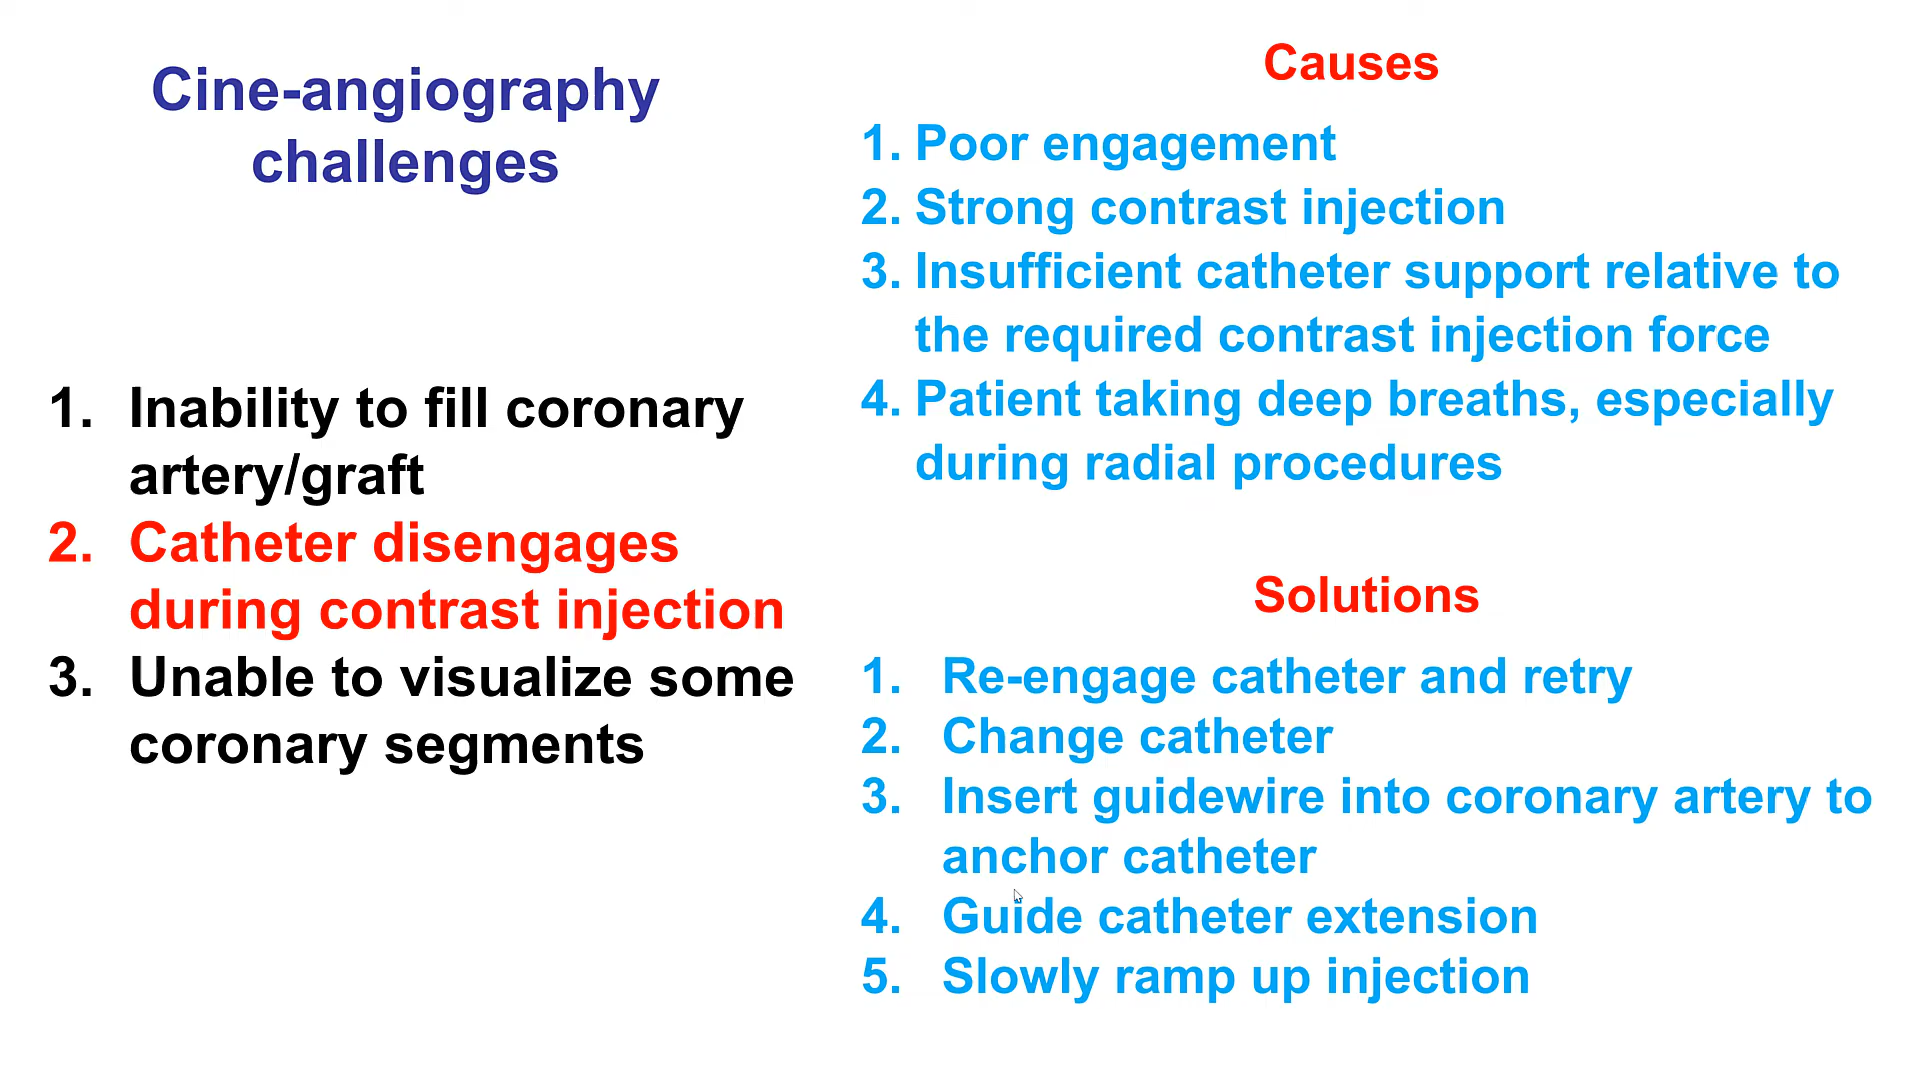 Cine-angiography
challenges
1. Inability to fill coronary
artery/graft
2. Catheter disengages
during contrast injection
3. Unable to visualize some
coronary segments
Causes
1. Poor engagement
2. Strong contrast injection
3. Insufficient catheter support relative to
the required contrast injection force
4. Patient taking deep breaths, especially
during radial procedures
Solutions
1. Re-engage catheter and retry
2. Change catheter
3. Insert guidewire into coronary artery to
anchor catheter
4. Guide catheter extension
5. Slowly ramp up injection